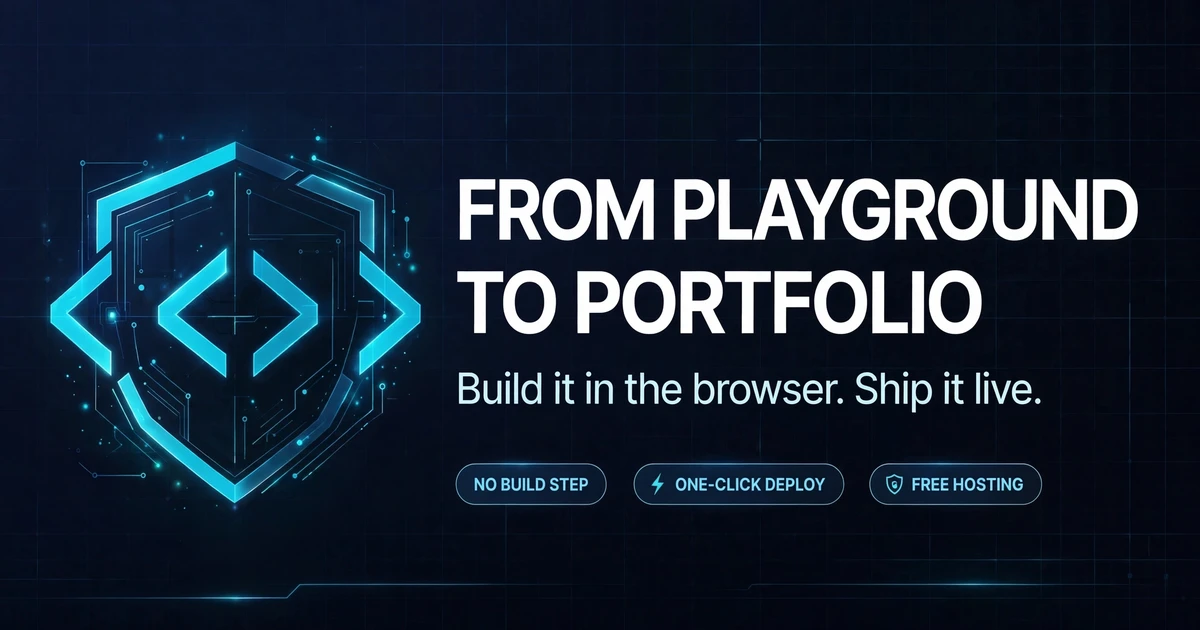 FROM PLAYGROUND
TO PORTFOLIO
Build it in the browser. Ship it live.
NO BUILD STEP
ONE-CLICK DEPLOY
FREE HOSTING